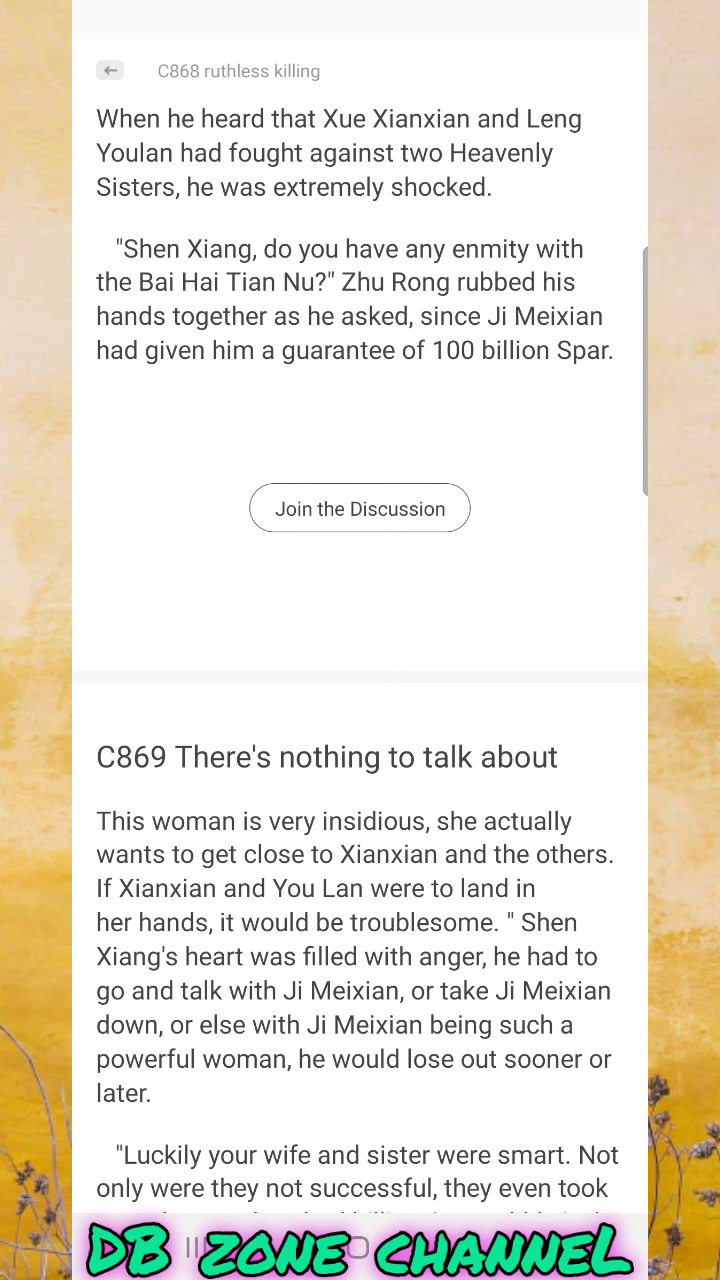 C868 ruthless killing
When he heard that Xue Xianxian and Leng
Youlan had fought against two Heavenly
Sisters, he was extremely shocked.
"Shen Xiang, do you have any enmity with
the Bai Hai Tian Nu?" Zhu Rong rubbed his
hands together as he asked, since Ji Meixian
had given him a guarantee of 100 billion Spar.
Join the Discussion
C869 There's nothing to talk about
This woman is very insidious, she actually
wants to get close to Xianxian and the others.
If Xianxian and You Lan were to land in
her hands, it would be troublesome. " Shen
Xiang's heart was filled with anger, he had to
go and talk with Ji Meixian, or take Ji Meixian
down, or else with Ji Meixian being such a
powerful woman, he would lose out sooner or
later.
"Luckily your wife and sister were smart. Not
only were they not successful, they even took
DB ZONE CHANNEL